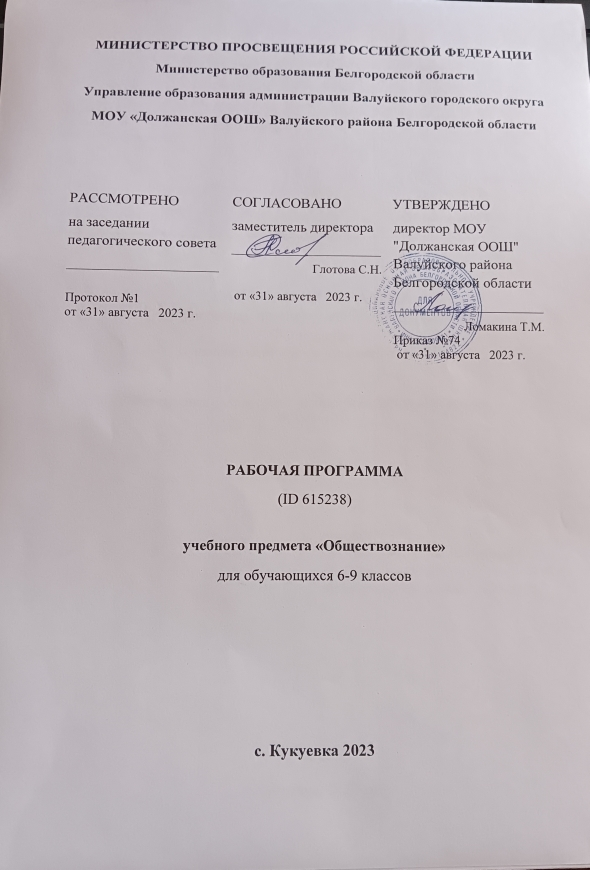 МИНИСТЕРСТВО ПРОСВЕЩЕНИЯ РОССИЙСКОЙ ФЕДЕРАЦИИ
Министерство образования Белгородской области
Управление образования администрации Валуйского городского округа
МОУ «Должанская ООШ» Валуйского района Белгородской области
РАССМОТРЕНО
на заседании
педагогического совета
Протокол №1
от «31» августа 2023 г.
СОГЛАСОВАНО
заместитель директора
Глотова С.Н.
от «31» августа 2023 г.
УТВЕРЖДЕНО
директор МОУ
"Должанская ООШ"
Валуйского района
Белгородской области
ДЛЯ
ДОКУМЕНТОВ
Ломакина Т.М.
Приказ №74
от «31» августа 2023 г.
РАБОЧАЯ ПРОГРАММА
(ID 615238)
учебного предмета «Обществознание»
для обучающихся 6-9 классов
с. Кукуевка 2023